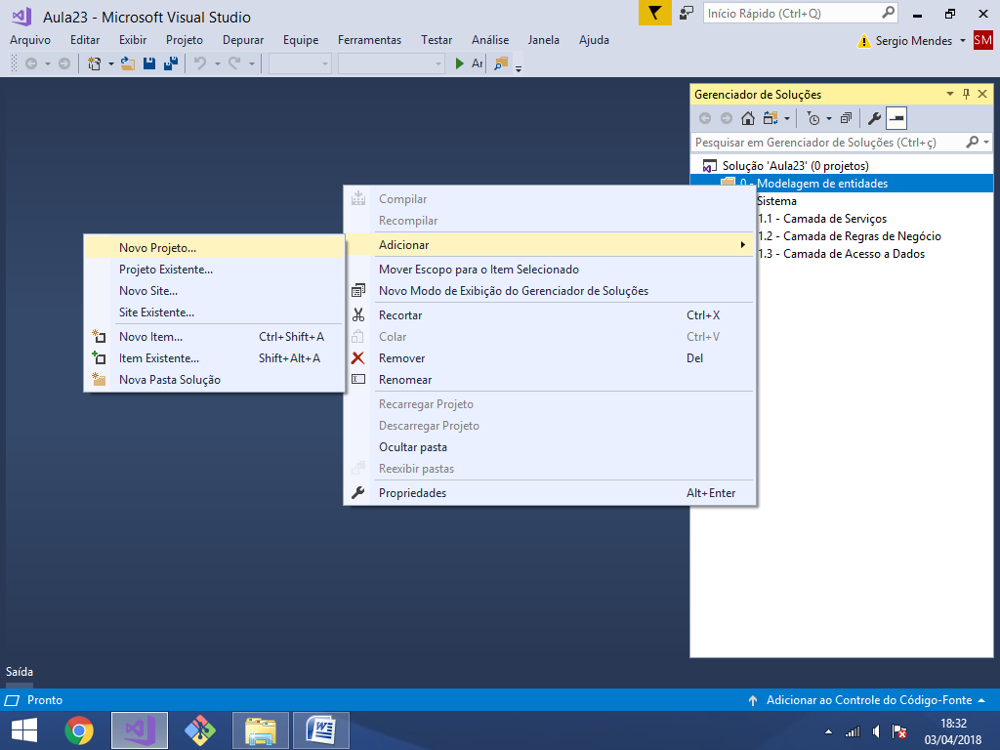 Aula23 - Microsoft Visual Studio
Início Rápido (Ctrl+Q)
Arquivo Editar Exibir Projeto Depurar Equipe Ferramentas Testar Análise Janela Ajuda
Sergio Mendes SM
Ar
Gerenciador de Soluções
Pesquisar em Gerenciador de Soluções (Ctrl+ç)
Solução 'Aula23' (0 projetos)
0 - Modelagem de entidades
Sistema
1.1 - Camada de Serviços
1.2 - Camada de Regras de Negócio
1.3 - Camada de Acesso a Dados
Compilar
Recompilar
Adicionar
Mover Escopo para o Item Selecionado
Novo Modo de Exibição do Gerenciador de Soluções
Recortar Ctrl+X
Colar Ctrl+V
Remover Del
Renomear
Recarregar Projeto
Descarregar Projeto
Ocultar pasta
Reexibir pastas
Propriedades Alt+Enter
Novo Projeto...
Projeto Existente...
Novo Site...
Site Existente...
Novo Item... Ctrl+Shift+A
Item Existente... Shift+Alt+A
Nova Pasta Solução
Saída
Pronto
Adicionar ao Controle do Código-Fonte
18:32
03/04/2018